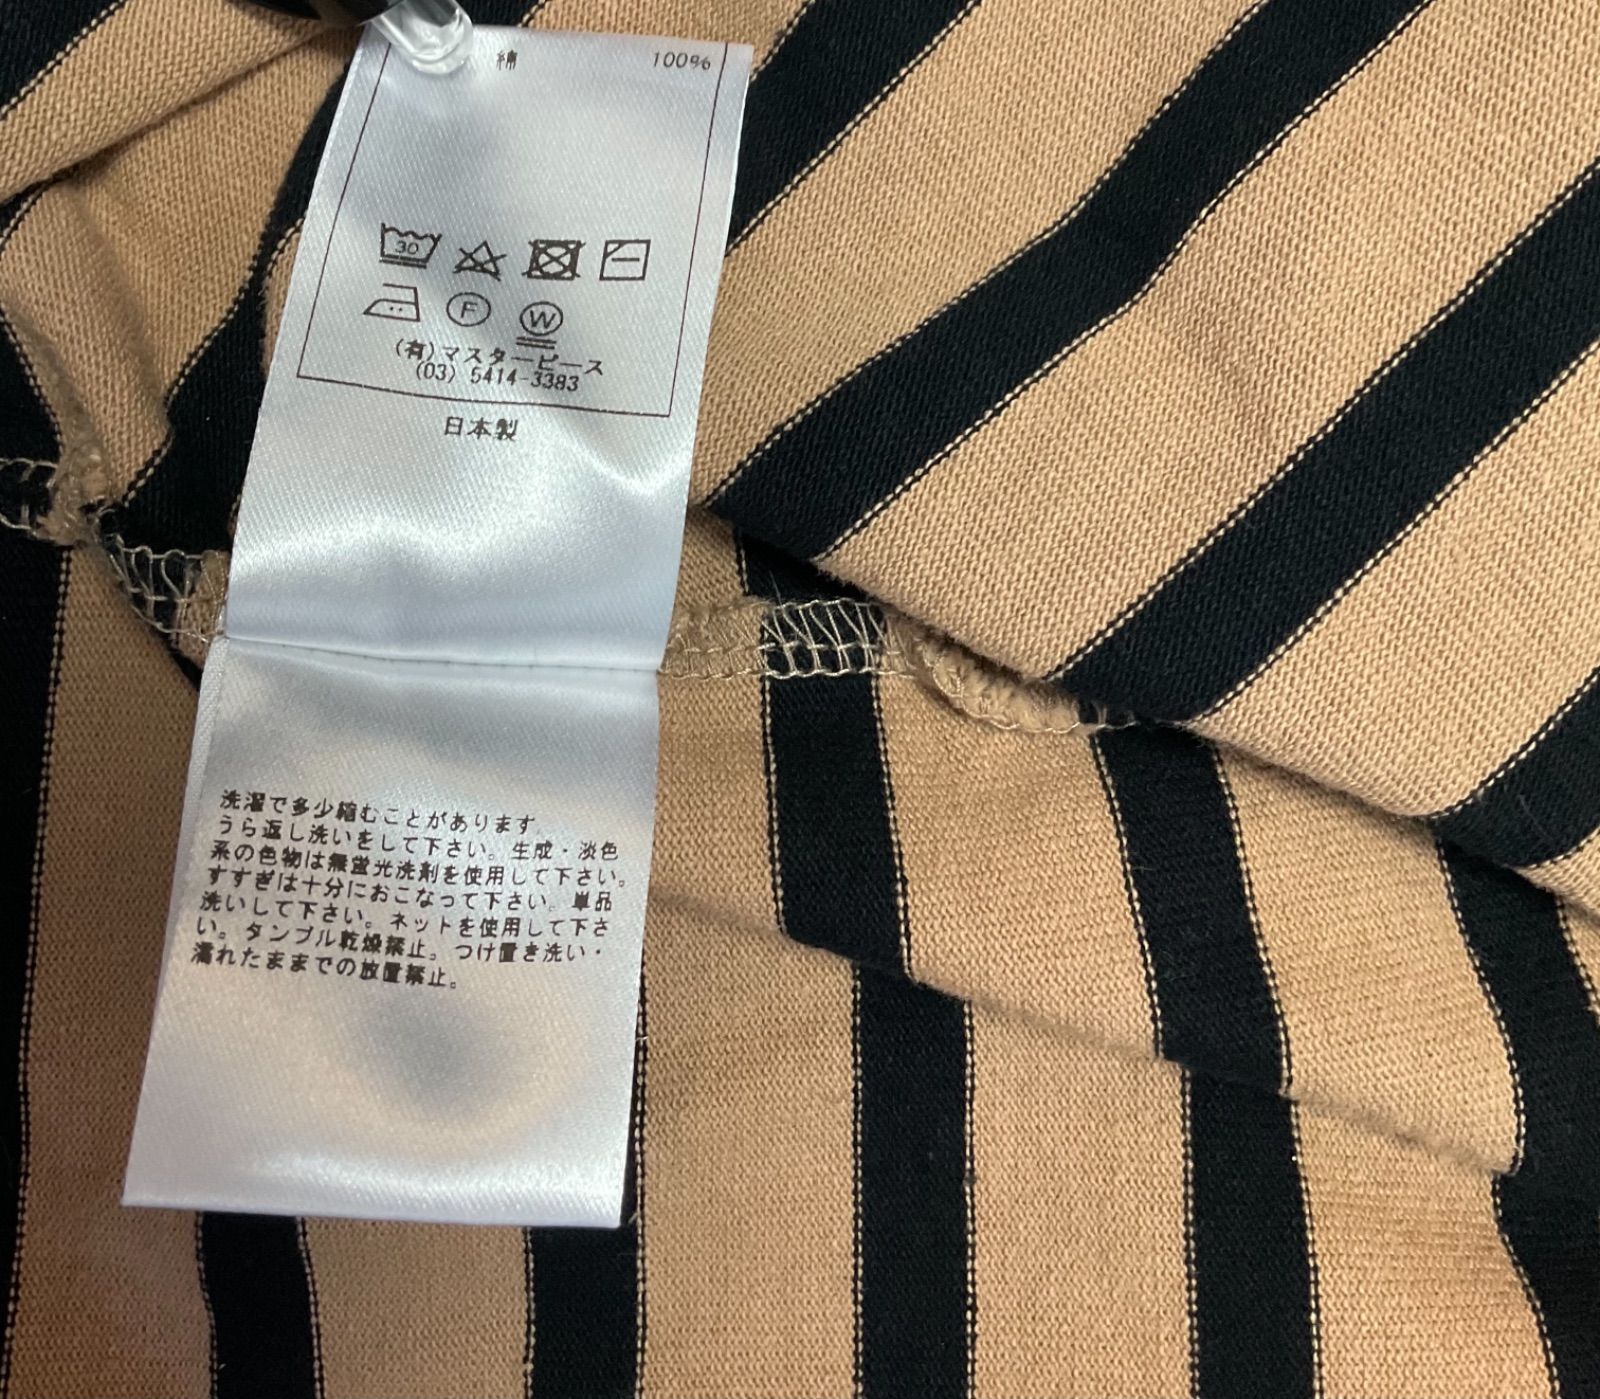 綿 100%
30
F W
(有)マスターピース
(03) 5414-3383
日本製
洗濯で多少縮むことがあります。
うら返し洗いをして下さい。生成・淡色
系の色物は無蛍光洗剤を使用して下さい。
すすぎは十分におこなって下さい。単品
洗いして下さい。ネットを使用して下さ
い。タンブル乾燥禁止。つけ置き洗い・
濡れたままでの放置禁止。